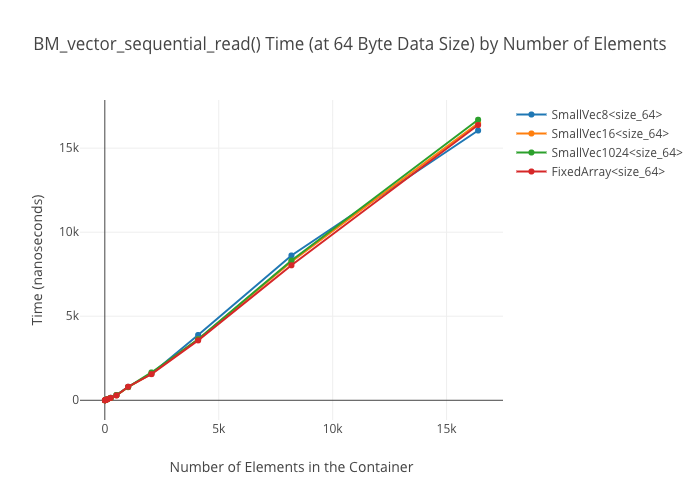 BM_vector_sequential_read() Time (at 64 Byte Data Size) by Number of Elements
SmallVec8<size_64>
SmallVec16<size_64>
SmallVec1024<size_64>
FixedArray<size_64>
Time (nanoseconds)
15k
10k
5k
0
0
5k
10k
15k
Number of Elements in the Container